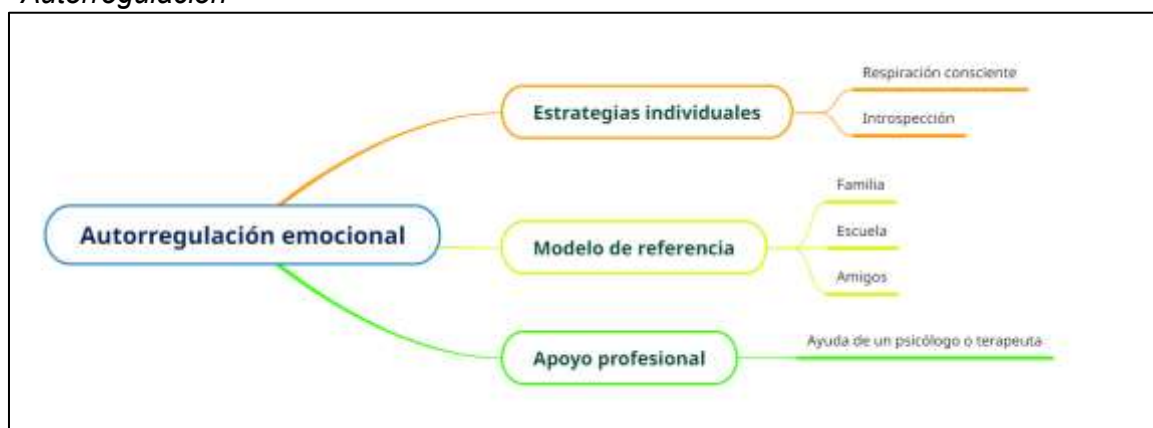 Autorregulación
Respiración consciente
Estrategias individuales
Introspección
Familia
Autorregulación emocional
Modelo de referencia
Escuela
Amigos
Apoyo profesional
Ayuda de un psicólogo o terapeuta